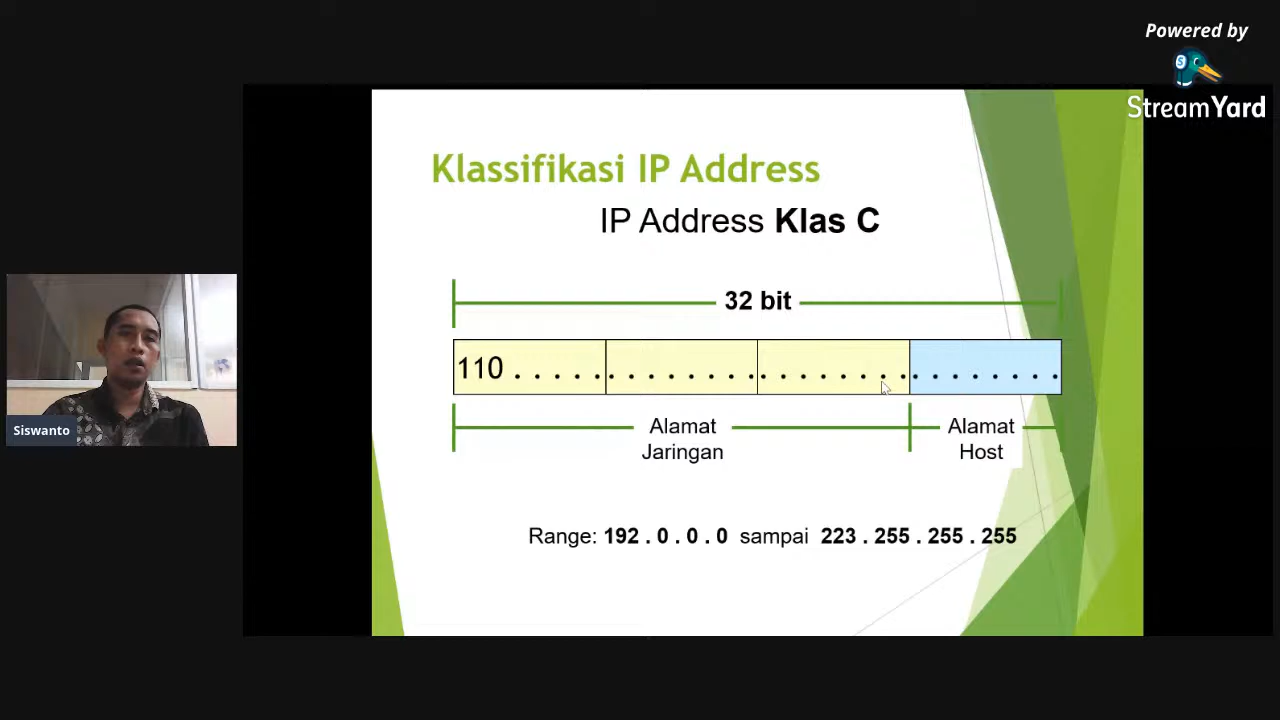 Powered by
StreamYard
Klassifikasi IP Address
IP Address Klas C
32 bit
110 . . . . . . . . . . . . . . . . . . . . . . . . . . . . .
Alamat Jaringan
Alamat Host
Range: 192 . 0 . 0 . 0 sampai 223 . 255 . 255 . 255
Siswanto